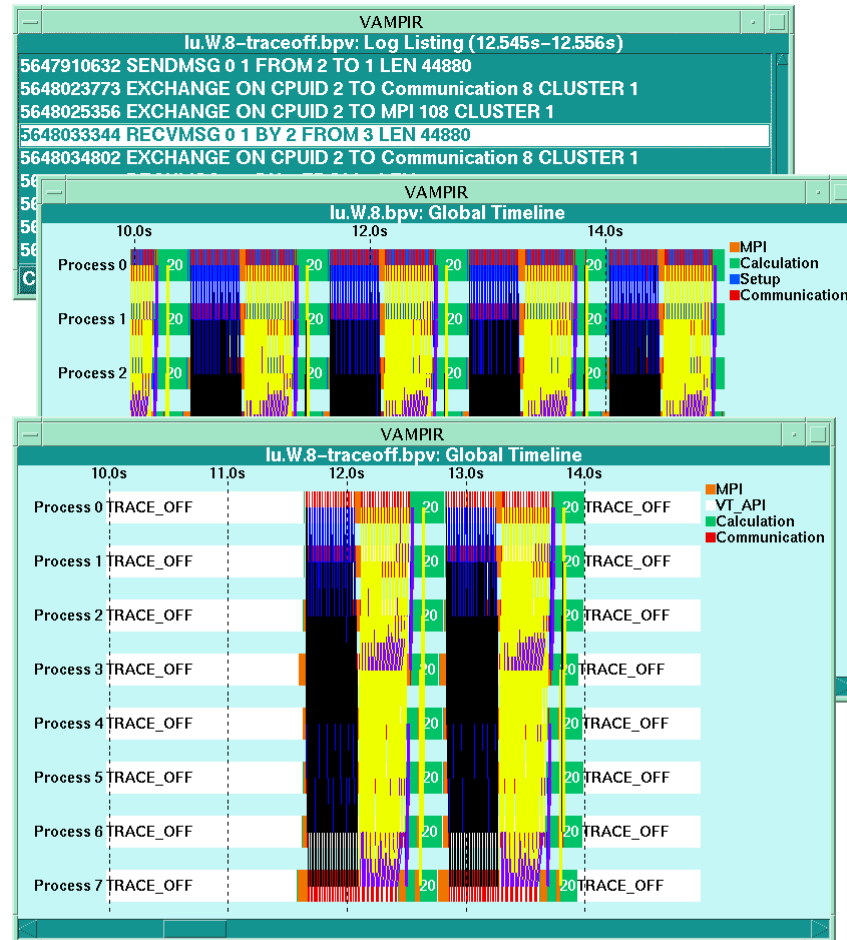 VAMPIR
lu.W.8-traceoff.bpv: Log Listing (12.545s-12.556s)
5647910632 SENDMSG 0 1 FROM 2 TO 1 LEN 44880
5648023773 EXCHANGE ON CPUID 2 TO Communication 8 CLUSTER 1
5648025356 EXCHANGE ON CPUID 2 TO MPI 108 CLUSTER 1
5648033344 RECVMSG 0 1 BY 2 FROM 3 LEN 44880
5648034802 EXCHANGE ON CPUID 2 TO Communication 8 CLUSTER 1
56
56
56
56
C
VAMPIR
lu.W.8.bpv: Global Timeline
10.0s 12.0s 14.0s
MPI
Calculation
Setup
Communication
Process 0 20 20 20 20 20
Process 1 20 20 20 20 20
Process 2 20 20 20 20 20
VAMPIR
lu.W.8-traceoff.bpv: Global Timeline
10.0s 11.0s 12.0s 13.0s 14.0s
MPI
VT_API
Calculation
Communication
Process 0 TRACE_OFF 20 20 TRACE_OFF
Process 1 TRACE_OFF 20 20 TRACE_OFF
Process 2 TRACE_OFF 20 20 TRACE_OFF
Process 3 TRACE_OFF 20 20 TRACE_OFF
Process 4 TRACE_OFF 20 20 TRACE_OFF
Process 5 TRACE_OFF 20 20 TRACE_OFF
Process 6 TRACE_OFF 20 20 TRACE_OFF
Process 7 TRACE_OFF 20 20 TRACE_OFF